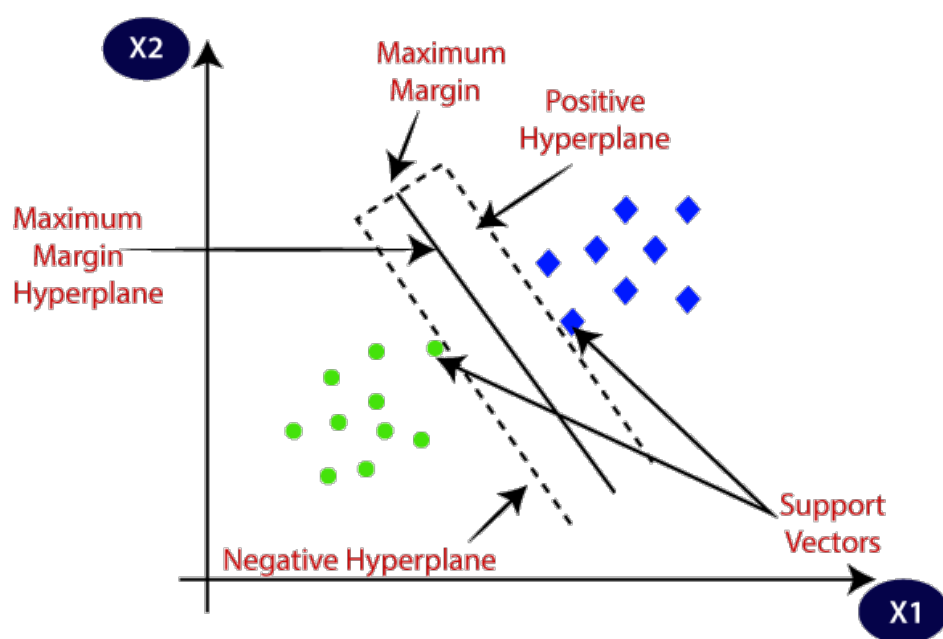 X2
Maximum
Margin
Positive
Hyperplane
Maximum
Margin
Hyperplane
Support
Vectors
Negative Hyperplane
X1